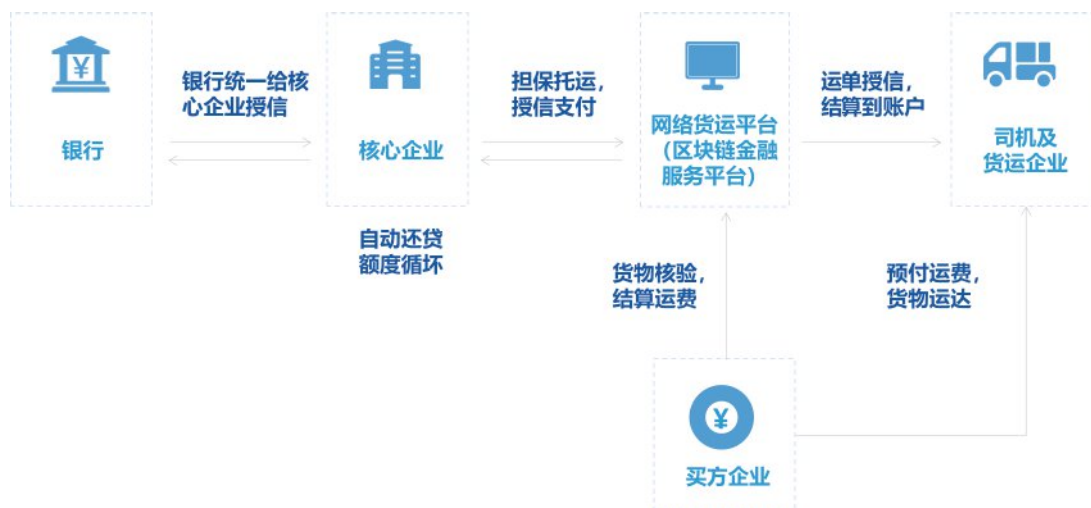 ¥
银行
银行统一给核
心企业授信
核心企业
自动还贷
额度循坏
担保托运，
授信支付
网络货运平台
（区块链金融
服务平台）
运单授信，
结算到账户
司机及
货运企业
货物核验，
结算运费
预付运费，
货物运达
¥
买方企业